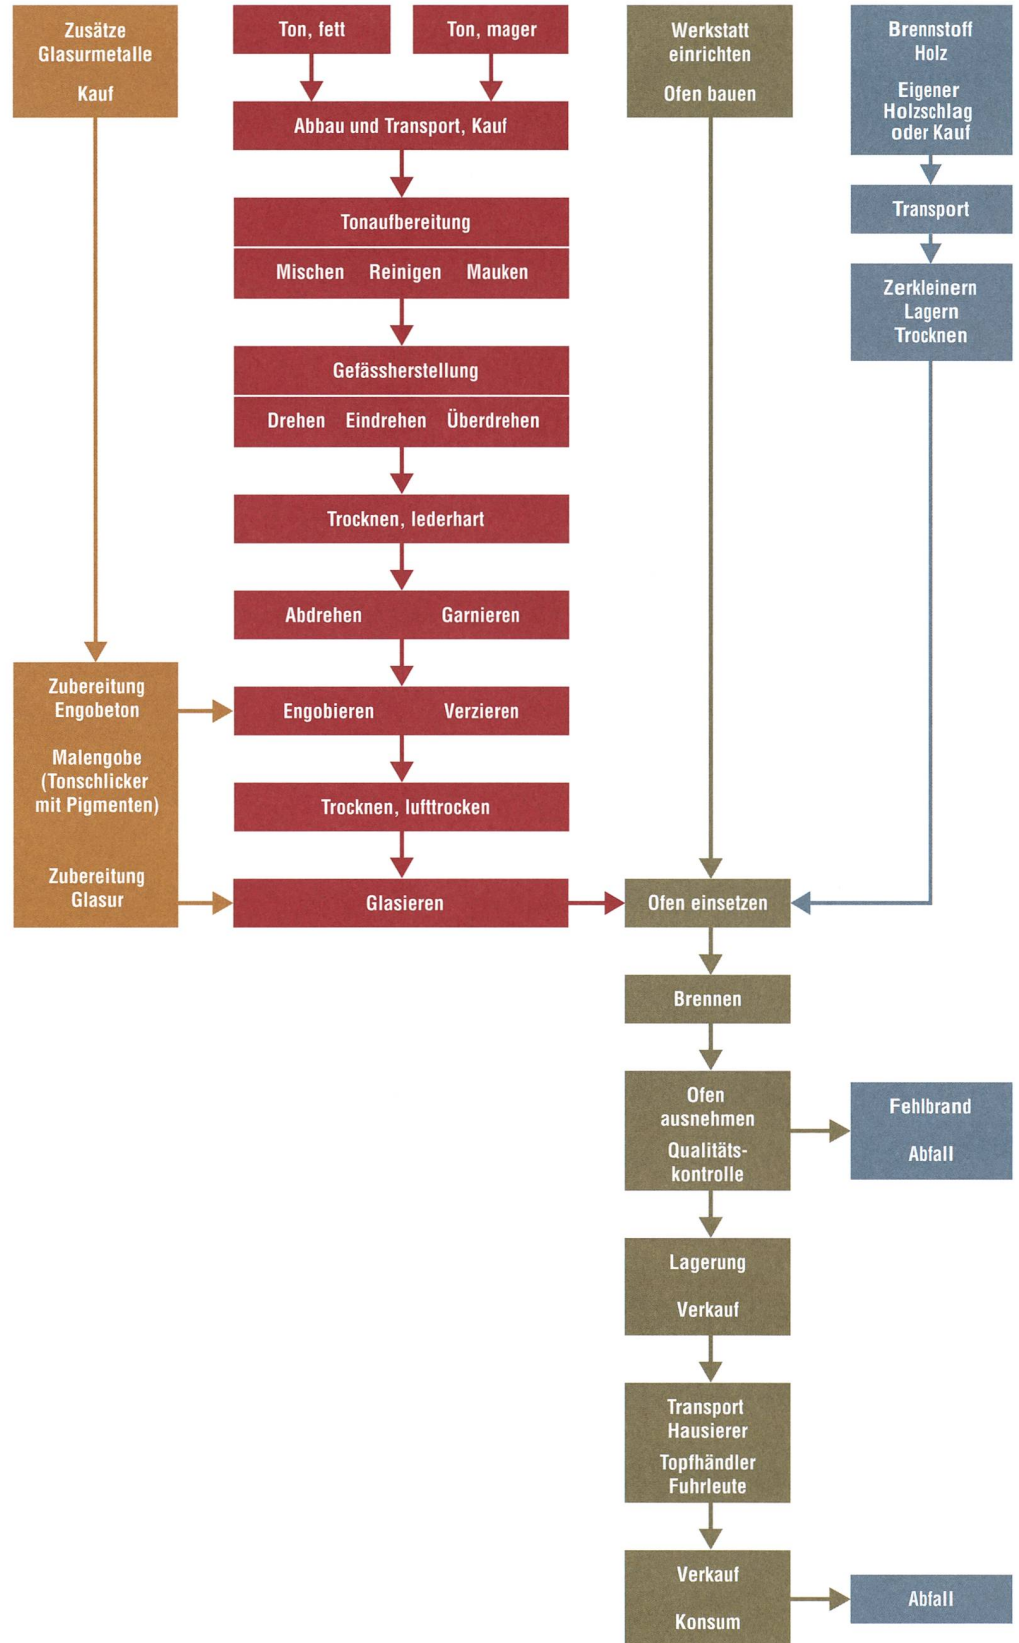 Zusätze
Glasurmetalle
Kauf
Ton, fett
Ton, mager
Abbau und Transport, Kauf
Tonaufbereitung
Mischen Reinigen Mauken
Gefässherstellung
Drehen Eindrehen Überdrehen
Trocknen, lederhart
Abdrehen Garnieren
Zubereitung
Engobeton
Malengobe
(Tonschlicker
mit Pigmenten)
Zubereitung
Glasur
Engobieren Verzieren
Trocknen, lufttrocken
Glasieren
Werkstatt
einrichten
Ofen bauen
Brennstoff
Holz
Eigener
Holzschlag
oder Kauf
Transport
Zerkleinern
Lagern
Trocknen
Ofen einsetzen
Brennen
Ofen
ausnehmen
Qualitäts-
kontrolle
Fehlbrand
Abfall
Lagerung
Verkauf
Transport
Hausierer
Topfhändler
Fuhrleute
Verkauf
Konsum
Abfall